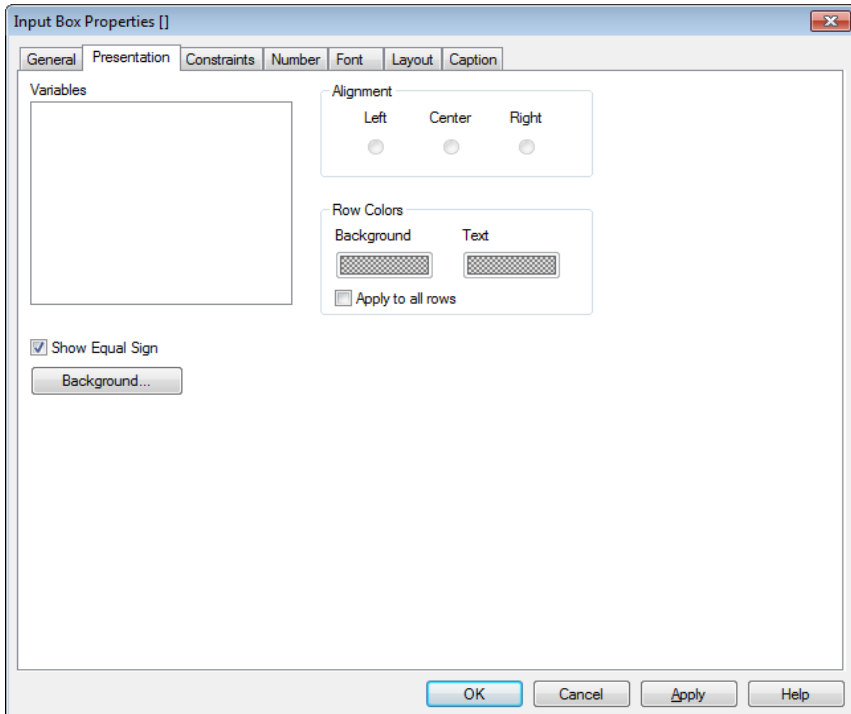 Input Box Properties []
General Presentation Constraints Number Font Layout Caption
Variables
Alignment
Left Center Right
Row Colors
Background Text
Apply to all rows
Show Equal Sign
Background...
OK Cancel Apply Help